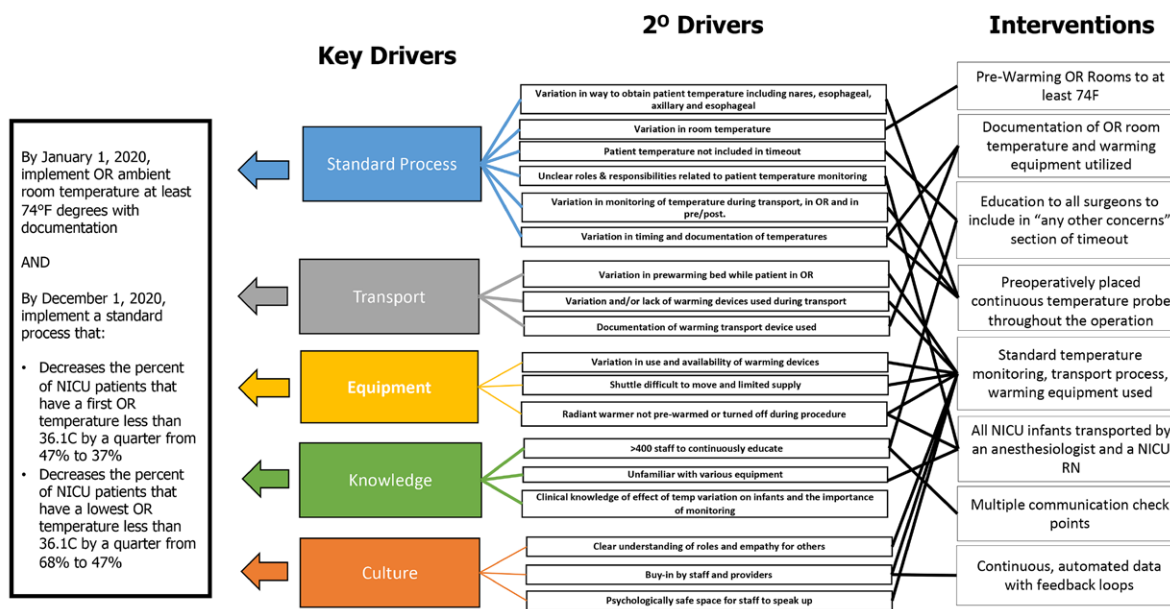 Key Drivers
2⁰ Drivers
Interventions
By January 1, 2020,
implement OR ambient
room temperature at least
74°F degrees with
documentation
AND
By December 1, 2020,
implement a standard
process that:
• Decreases the percent
of NICU patients that
have a first OR
temperature less than
36.1C by a quarter from
47% to 37%
• Decreases the percent
of NICU patients that
have a lowest OR
temperature less than
36.1C by a quarter from
68% to 47%
Standard Process
Transport
Equipment
Knowledge
Culture
Variation in way to obtain patient temperature including nares, esophageal,
axillary and esophageal
Variation in room temperature
Patient temperature not included in timeout
Unclear roles & responsibilities related to patient temperature monitoring
Variation in monitoring of temperature during transport, in OR and in
pre/post.
Variation in timing and documentation of temperatures
Variation in prewarming bed while patient in OR
Variation and/or lack of warming devices used during transport
Documentation of warming transport device used
Variation in use and availability of warming devices
Shuttle difficult to move and limited supply
Radiant warmer not pre-warmed or turned off during procedure
>400 staff to continuously educate
Unfamiliar with various equipment
Clinical knowledge of effect of temp variation on infants and the importance
of monitoring
Clear understanding of roles and empathy for others
Buy-in by staff and providers
Psychologically safe space for staff to speak up
Pre-Warming OR Rooms to at
least 74F
Documentation of OR room
temperature and warming
equipment utilized
Education to all surgeons to
include in “any other concerns”
section of timeout
Preoperatively placed
continuous temperature probe
throughout the operation
Standard temperature
monitoring, transport process,
warming equipment used
All NICU infants transported by
an anesthesiologist and a NICU
RN
Multiple communication check
points
Continuous, automated data
with feedback loops